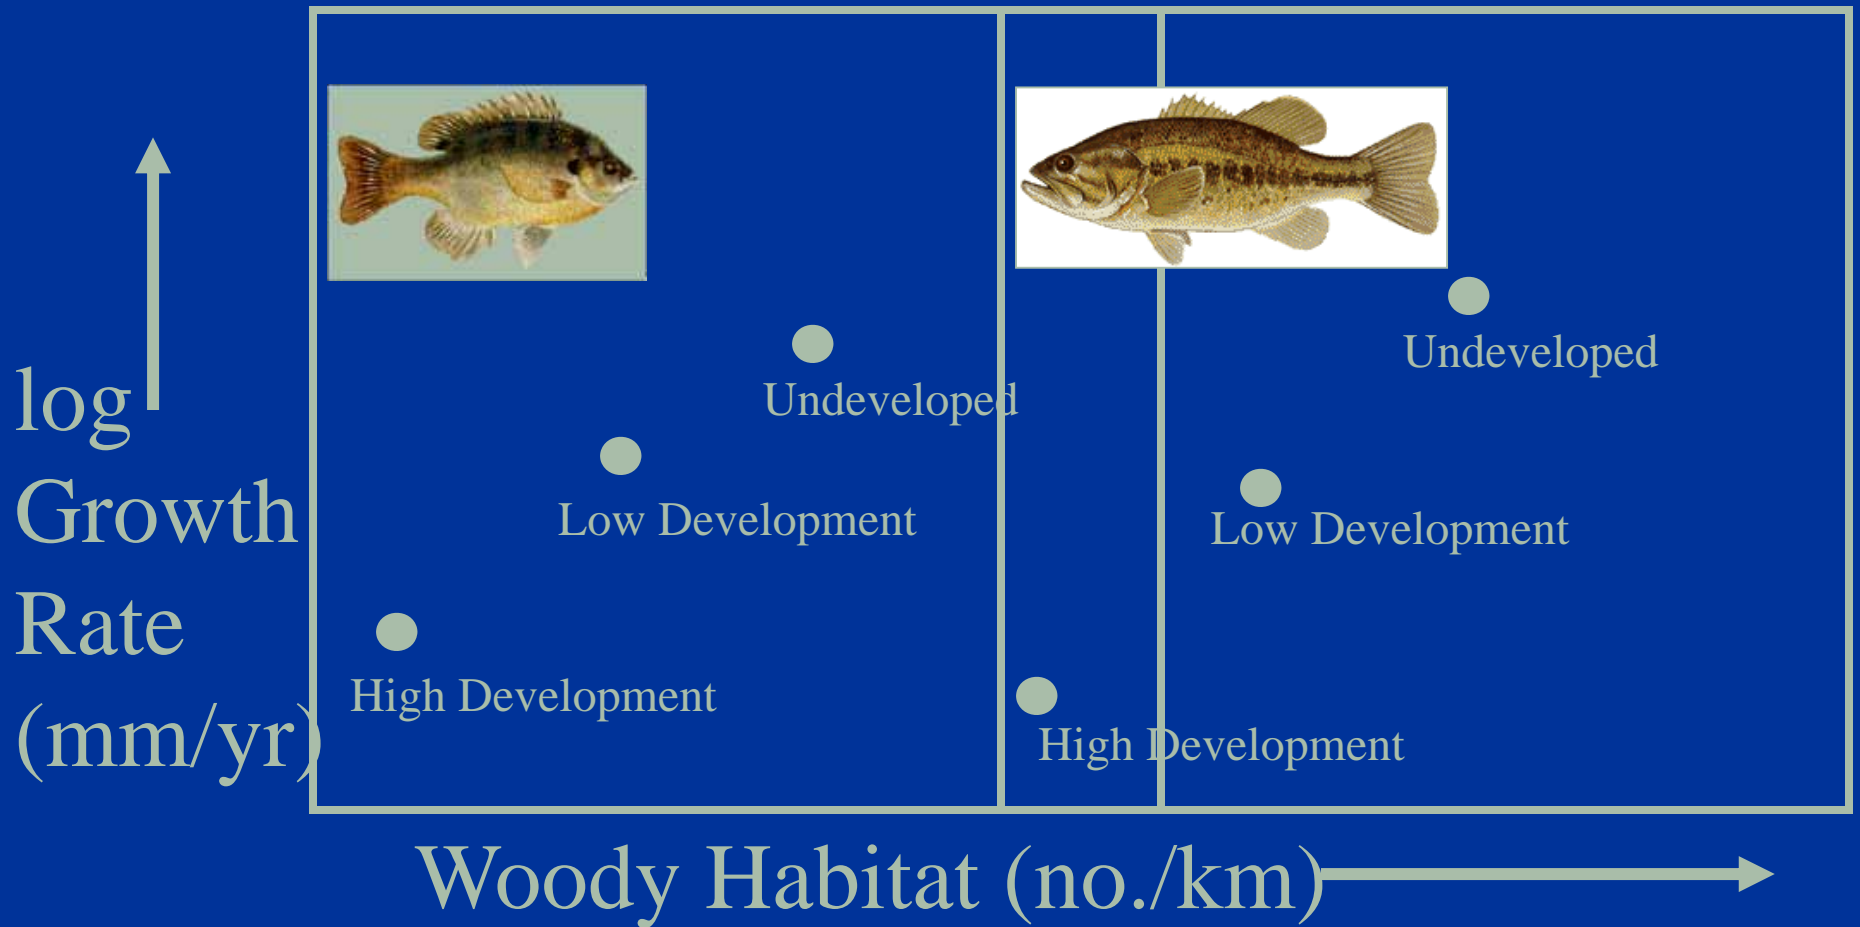 log
Growth
Rate
(mm/yr)
Undeveloped
Low Development
High Development
Undeveloped
Low Development
High Development
Woody Habitat (no./km)